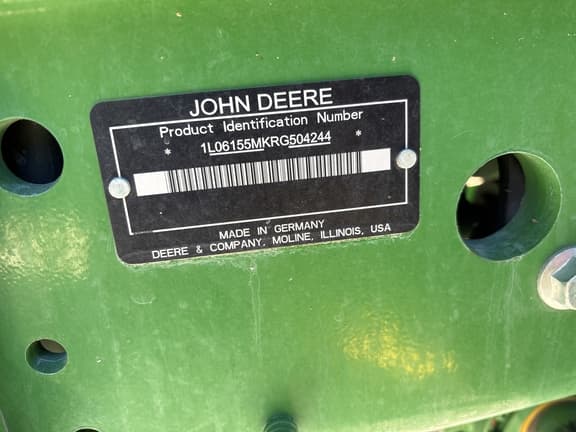 JOHN DEERE
Product Identification Number
* 1L06155MKRG504244 *
MADE IN GERMANY
DEERE & COMPANY, MOLINE, ILLINOIS, USA